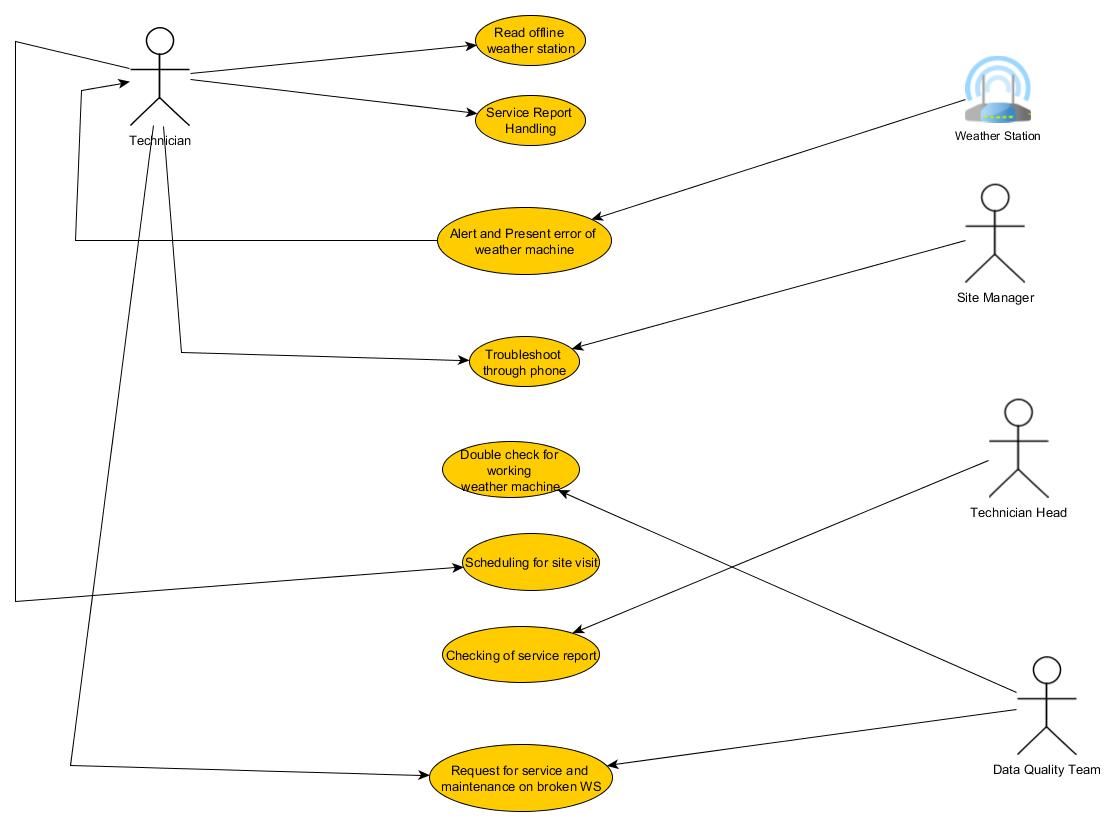 Read offline
weather station
Technician
Service Report
Handling
Weather Station
Alert and Present error of
weather machine
Site Manager
Troubleshoot
through phone
Double check for
working
weather machine
Technician Head
Scheduling for site visit
Checking of service report
Request for service and
maintenance on broken WS
Data Quality Team